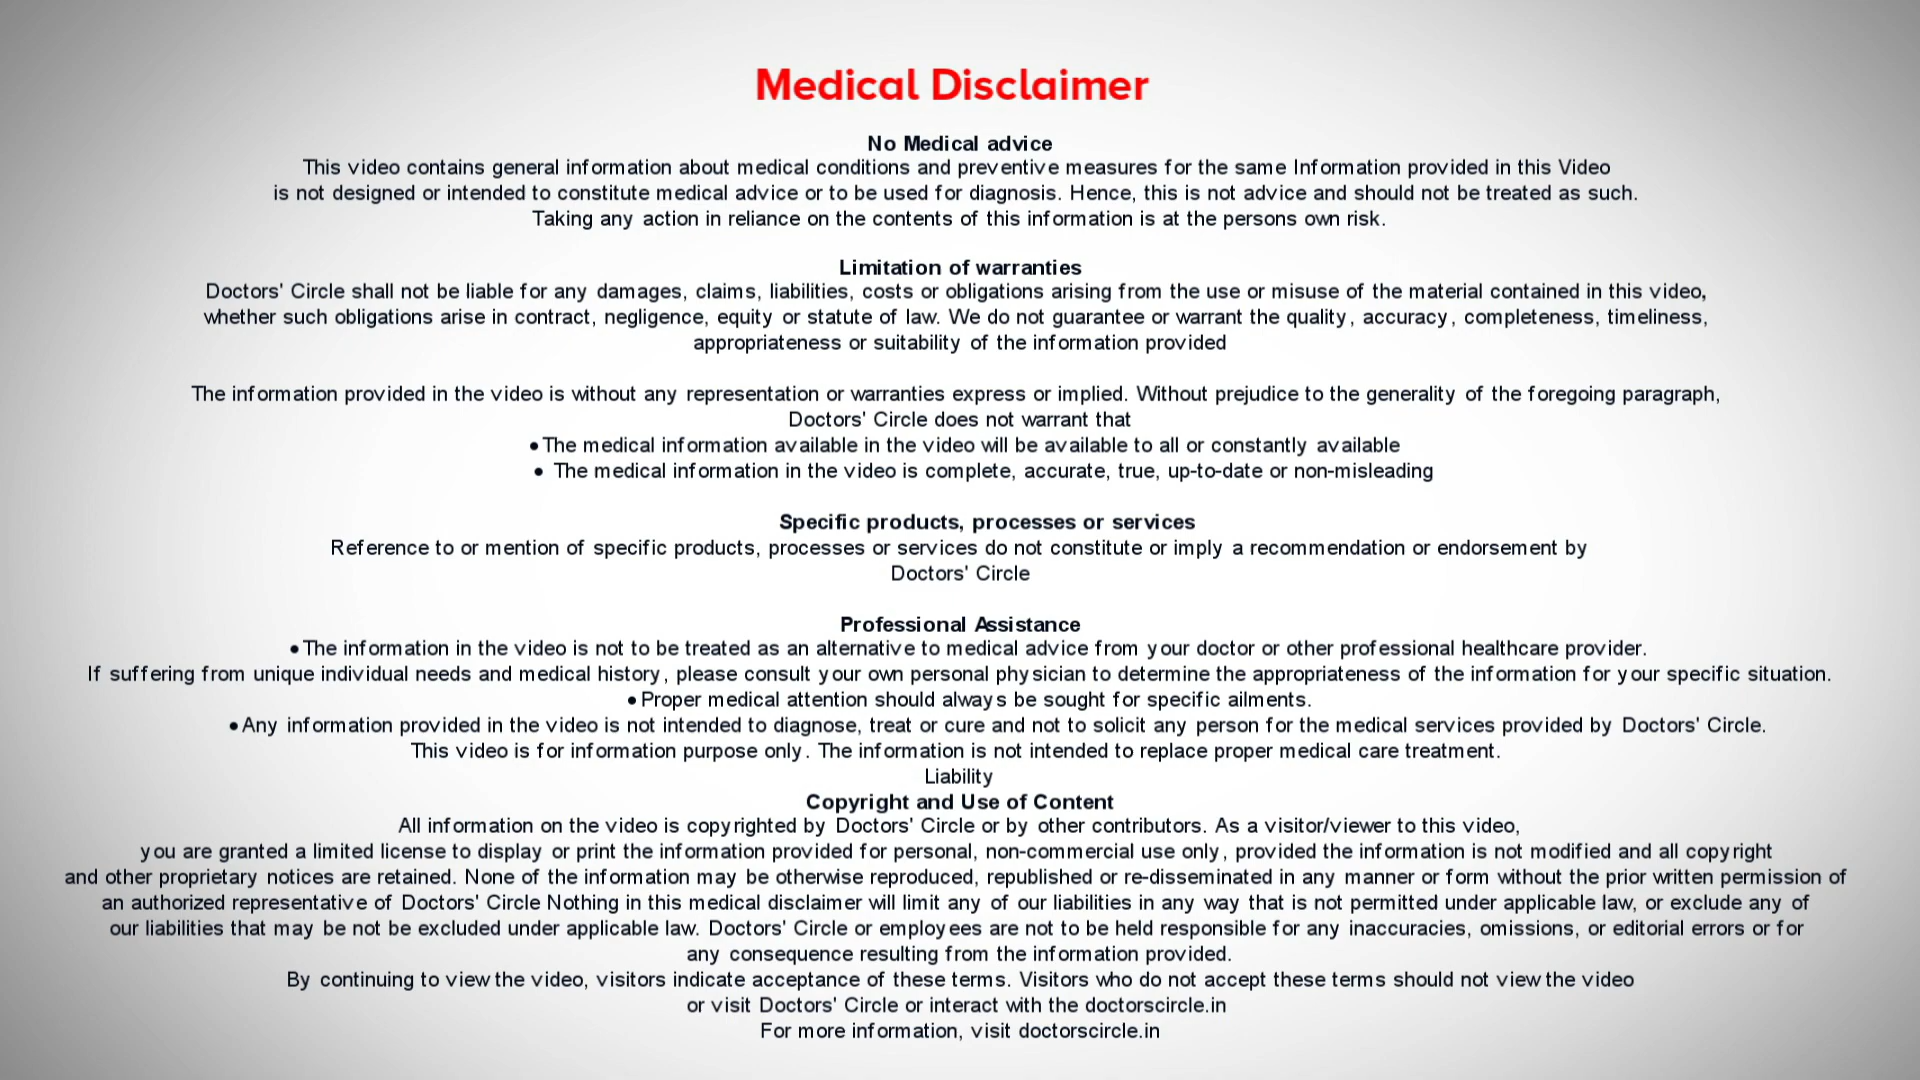 Medical Disclaimer
No Medical advice
This video contains general information about medical conditions and preventive measures for the same Information provided in this Video
is not designed or intended to constitute medical advice or to be used for diagnosis. Hence, this is not advice and should not be treated as such.
Taking any action in reliance on the contents of this information is at the persons own risk.
Limitation of warranties
Doctors' Circle shall not be liable for any damages, claims, liabilities, costs or obligations arising from the use or misuse of the material contained in this video,
whether such obligations arise in contract, negligence, equity or statute of law. We do not guarantee or warrant the quality, accuracy, completeness, timeliness,
appropriateness or suitability of the information provided
The information provided in the video is without any representation or warranties express or implied. Without prejudice to the generality of the foregoing paragraph,
Doctors' Circle does not warrant that
• The medical information available in the video will be available to all or constantly available
• The medical information in the video is complete, accurate, true, up-to-date or non-misleading
Specific products, processes or services
Reference to or mention of specific products, processes or services do not constitute or imply a recommendation or endorsement by
Doctors' Circle
Professional Assistance
• The information in the video is not to be treated as an alternative to medical advice from your doctor or other professional healthcare provider.
If suffering from unique individual needs and medical history, please consult your own personal physician to determine the appropriateness of the information for your specific situation.
• Proper medical attention should always be sought for specific ailments.
• Any information provided in the video is not intended to diagnose, treat or cure and not to solicit any person for the medical services provided by Doctors' Circle.
This video is for information purpose only. The information is not intended to replace proper medical care treatment.
Liability
Copyright and Use of Content
All information on the video is copyrighted by Doctors' Circle or by other contributors. As a visitor/viewer to this video,
you are granted a limited license to display or print the information provided for personal, non-commercial use only, provided the information is not modified and all copyright
and other proprietary notices are retained. None of the information may be otherwise reproduced, republished or re-disseminated in any manner or form without the prior written permission of
an authorized representative of Doctors' Circle Nothing in this medical disclaimer will limit any of our liabilities in any way that is not permitted under applicable law, or exclude any of
our liabilities that may be not be excluded under applicable law. Doctors' Circle or employees are not to be held responsible for any inaccuracies, omissions, or editorial errors or for
any consequence resulting from the information provided.
By continuing to view the video, visitors indicate acceptance of these terms. Visitors who do not accept these terms should not view the video
or visit Doctors' Circle or interact with the doctorscircle.in
For more information, visit doctorscircle.in